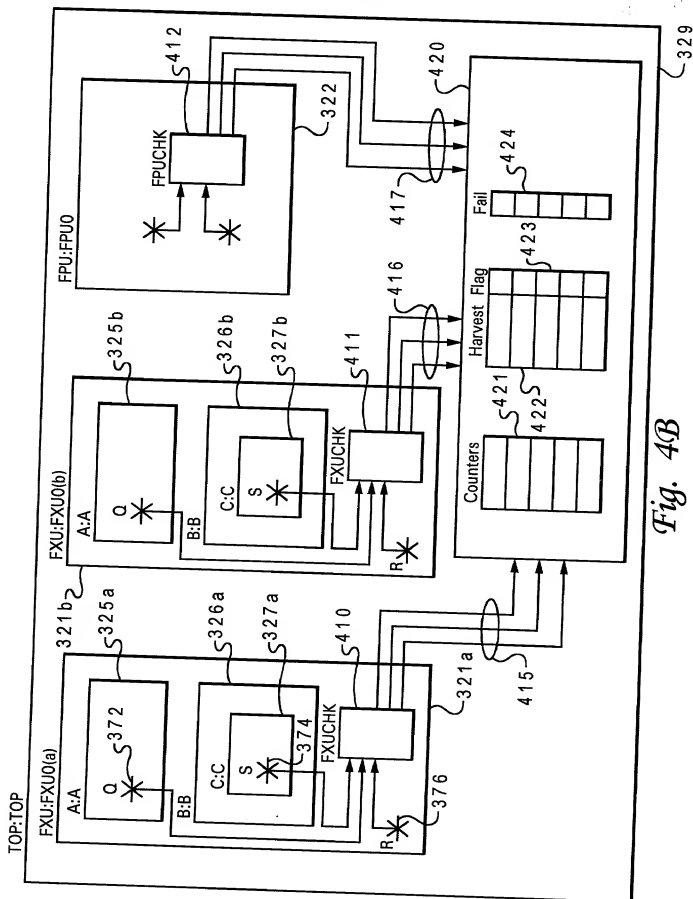 TOP:TOP
FXU:FXU0(a)
A:A
Q
372
325a
B:B
326a
C:C
327a
S
374
FXUCHK
410
R
376
321a
415
321b
FXU:FXU0(b)
A:A
Q
325b
B:B
326b
C:C
327b
S
FXUCHK
411
R
416
FPU:FPU0
FPUCHK
412
322
417
420
Counters
421
Harvest Flag
422
423
Fail
424
329
Fig. 4B